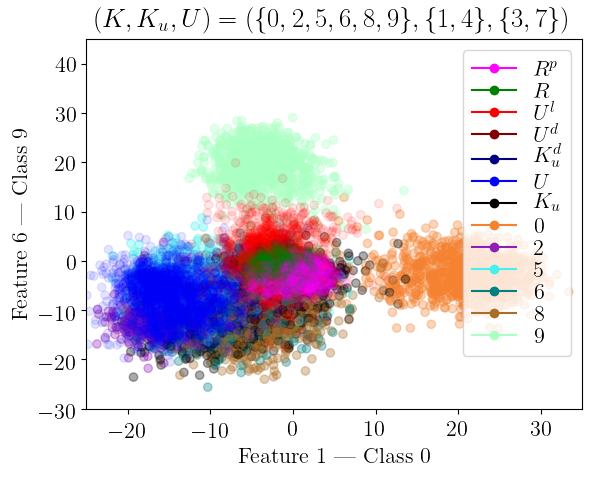 (K, K_u, U) = ({0, 2, 5, 6, 8, 9}, {1, 4}, {3, 7})
40
30
20
10
0
−10
−20
−30
Feature 6 — Class 9
R^p
R
U^l
U^d
K_u^d
U
K_u
0
2
5
6
8
9
−20
−10
0
10
20
30
Feature 1 — Class 0